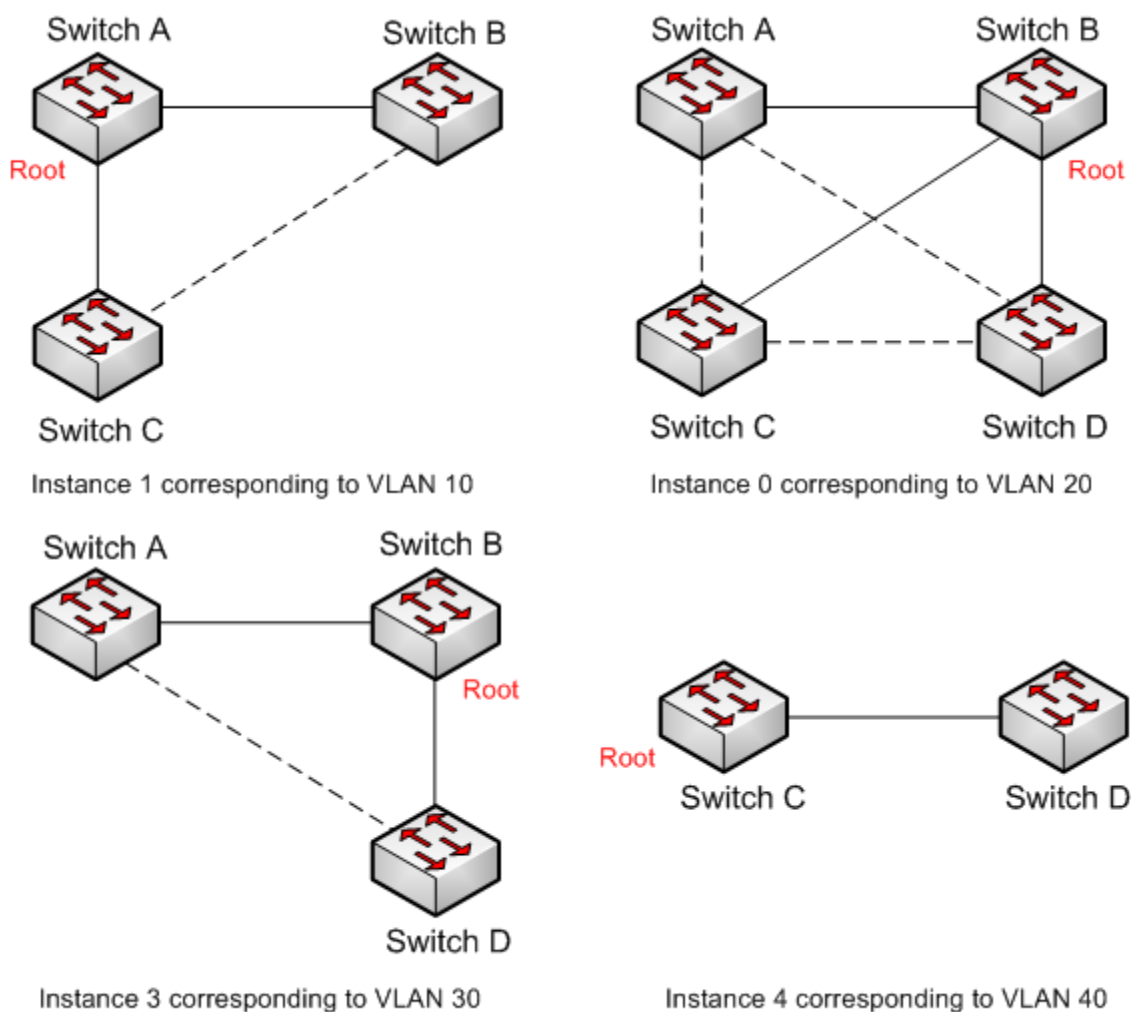 Switch A
Switch B
Root
Switch C
Instance 1 corresponding to VLAN 10
Switch A
Switch B
Root
Switch C
Switch D
Instance 0 corresponding to VLAN 20
Switch A
Switch B
Root
Switch D
Instance 3 corresponding to VLAN 30
Root
Switch C
Switch D
Instance 4 corresponding to VLAN 40